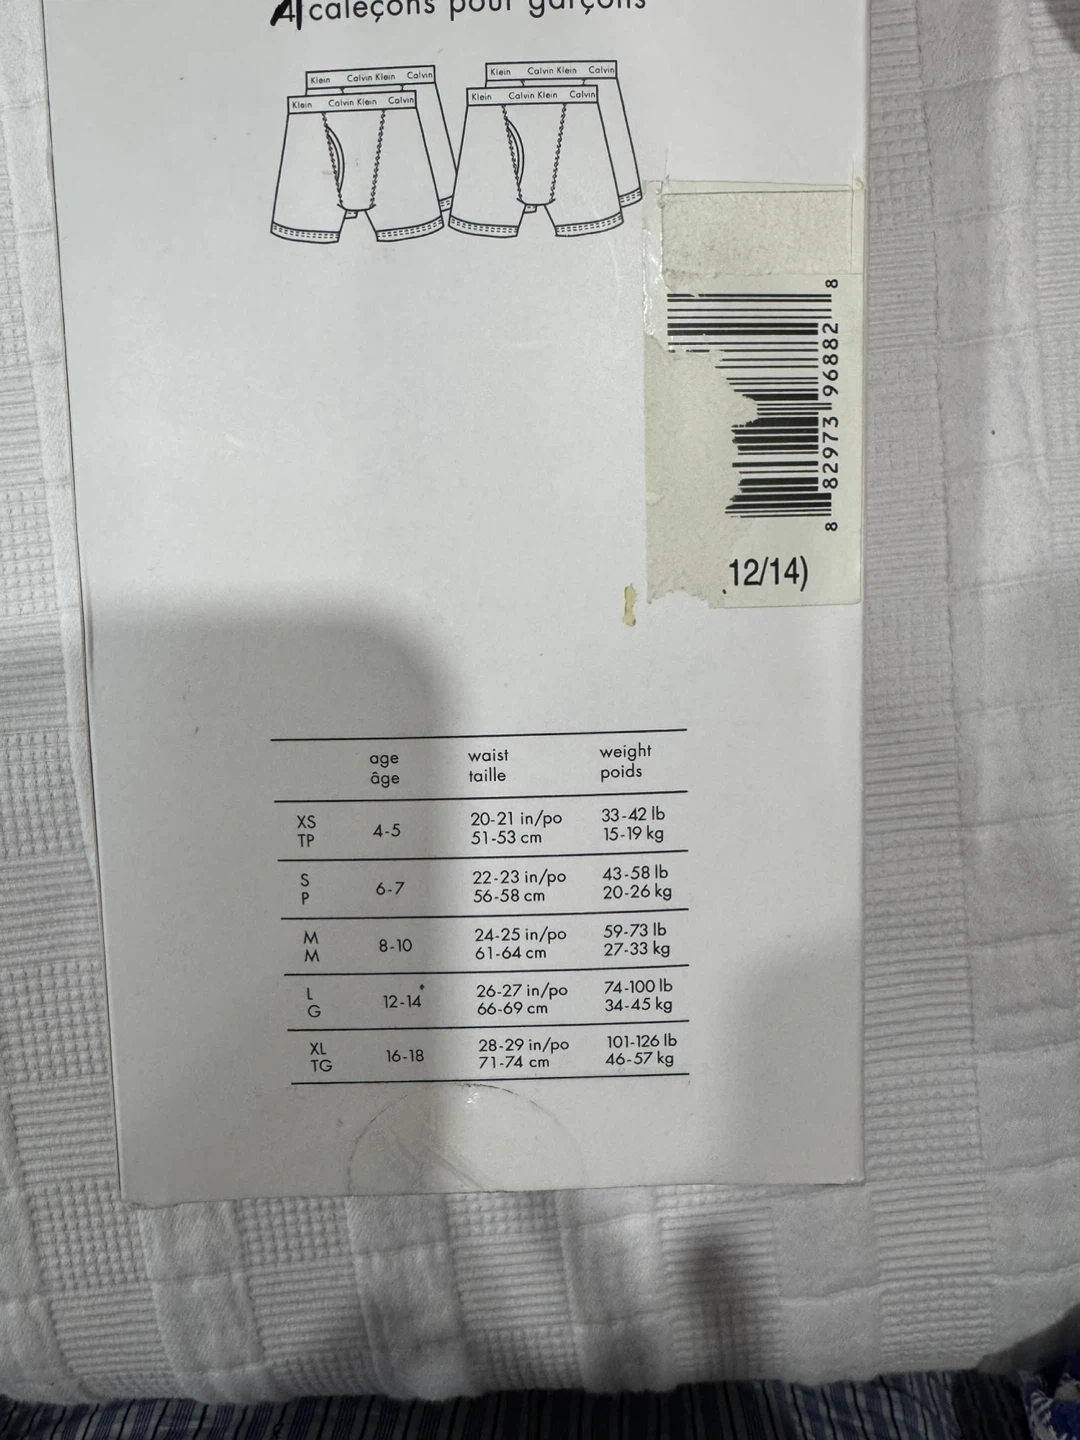 4 caleçons pour garçons
Klein Calvin Klein Calvin
Klein Calvin Klein Calvin
Klein Calvin Klein Calvin
Klein Calvin Klein Calvin
8 82973 96882 8
12/14)
age waist weight
âge taille poids
XS 4-5 20-21 in/po 33-42 lb
TP 51-53 cm 15-19 kg
S 6-7 22-23 in/po 43-58 lb
P 56-58 cm 20-26 kg
M 8-10 24-25 in/po 59-73 lb
M 61-64 cm 27-33 kg
L 12-14 26-27 in/po 74-100 lb
G 66-69 cm 34-45 kg
XL 16-18 28-29 in/po 101-126 lb
TG 71-74 cm 46-57 kg